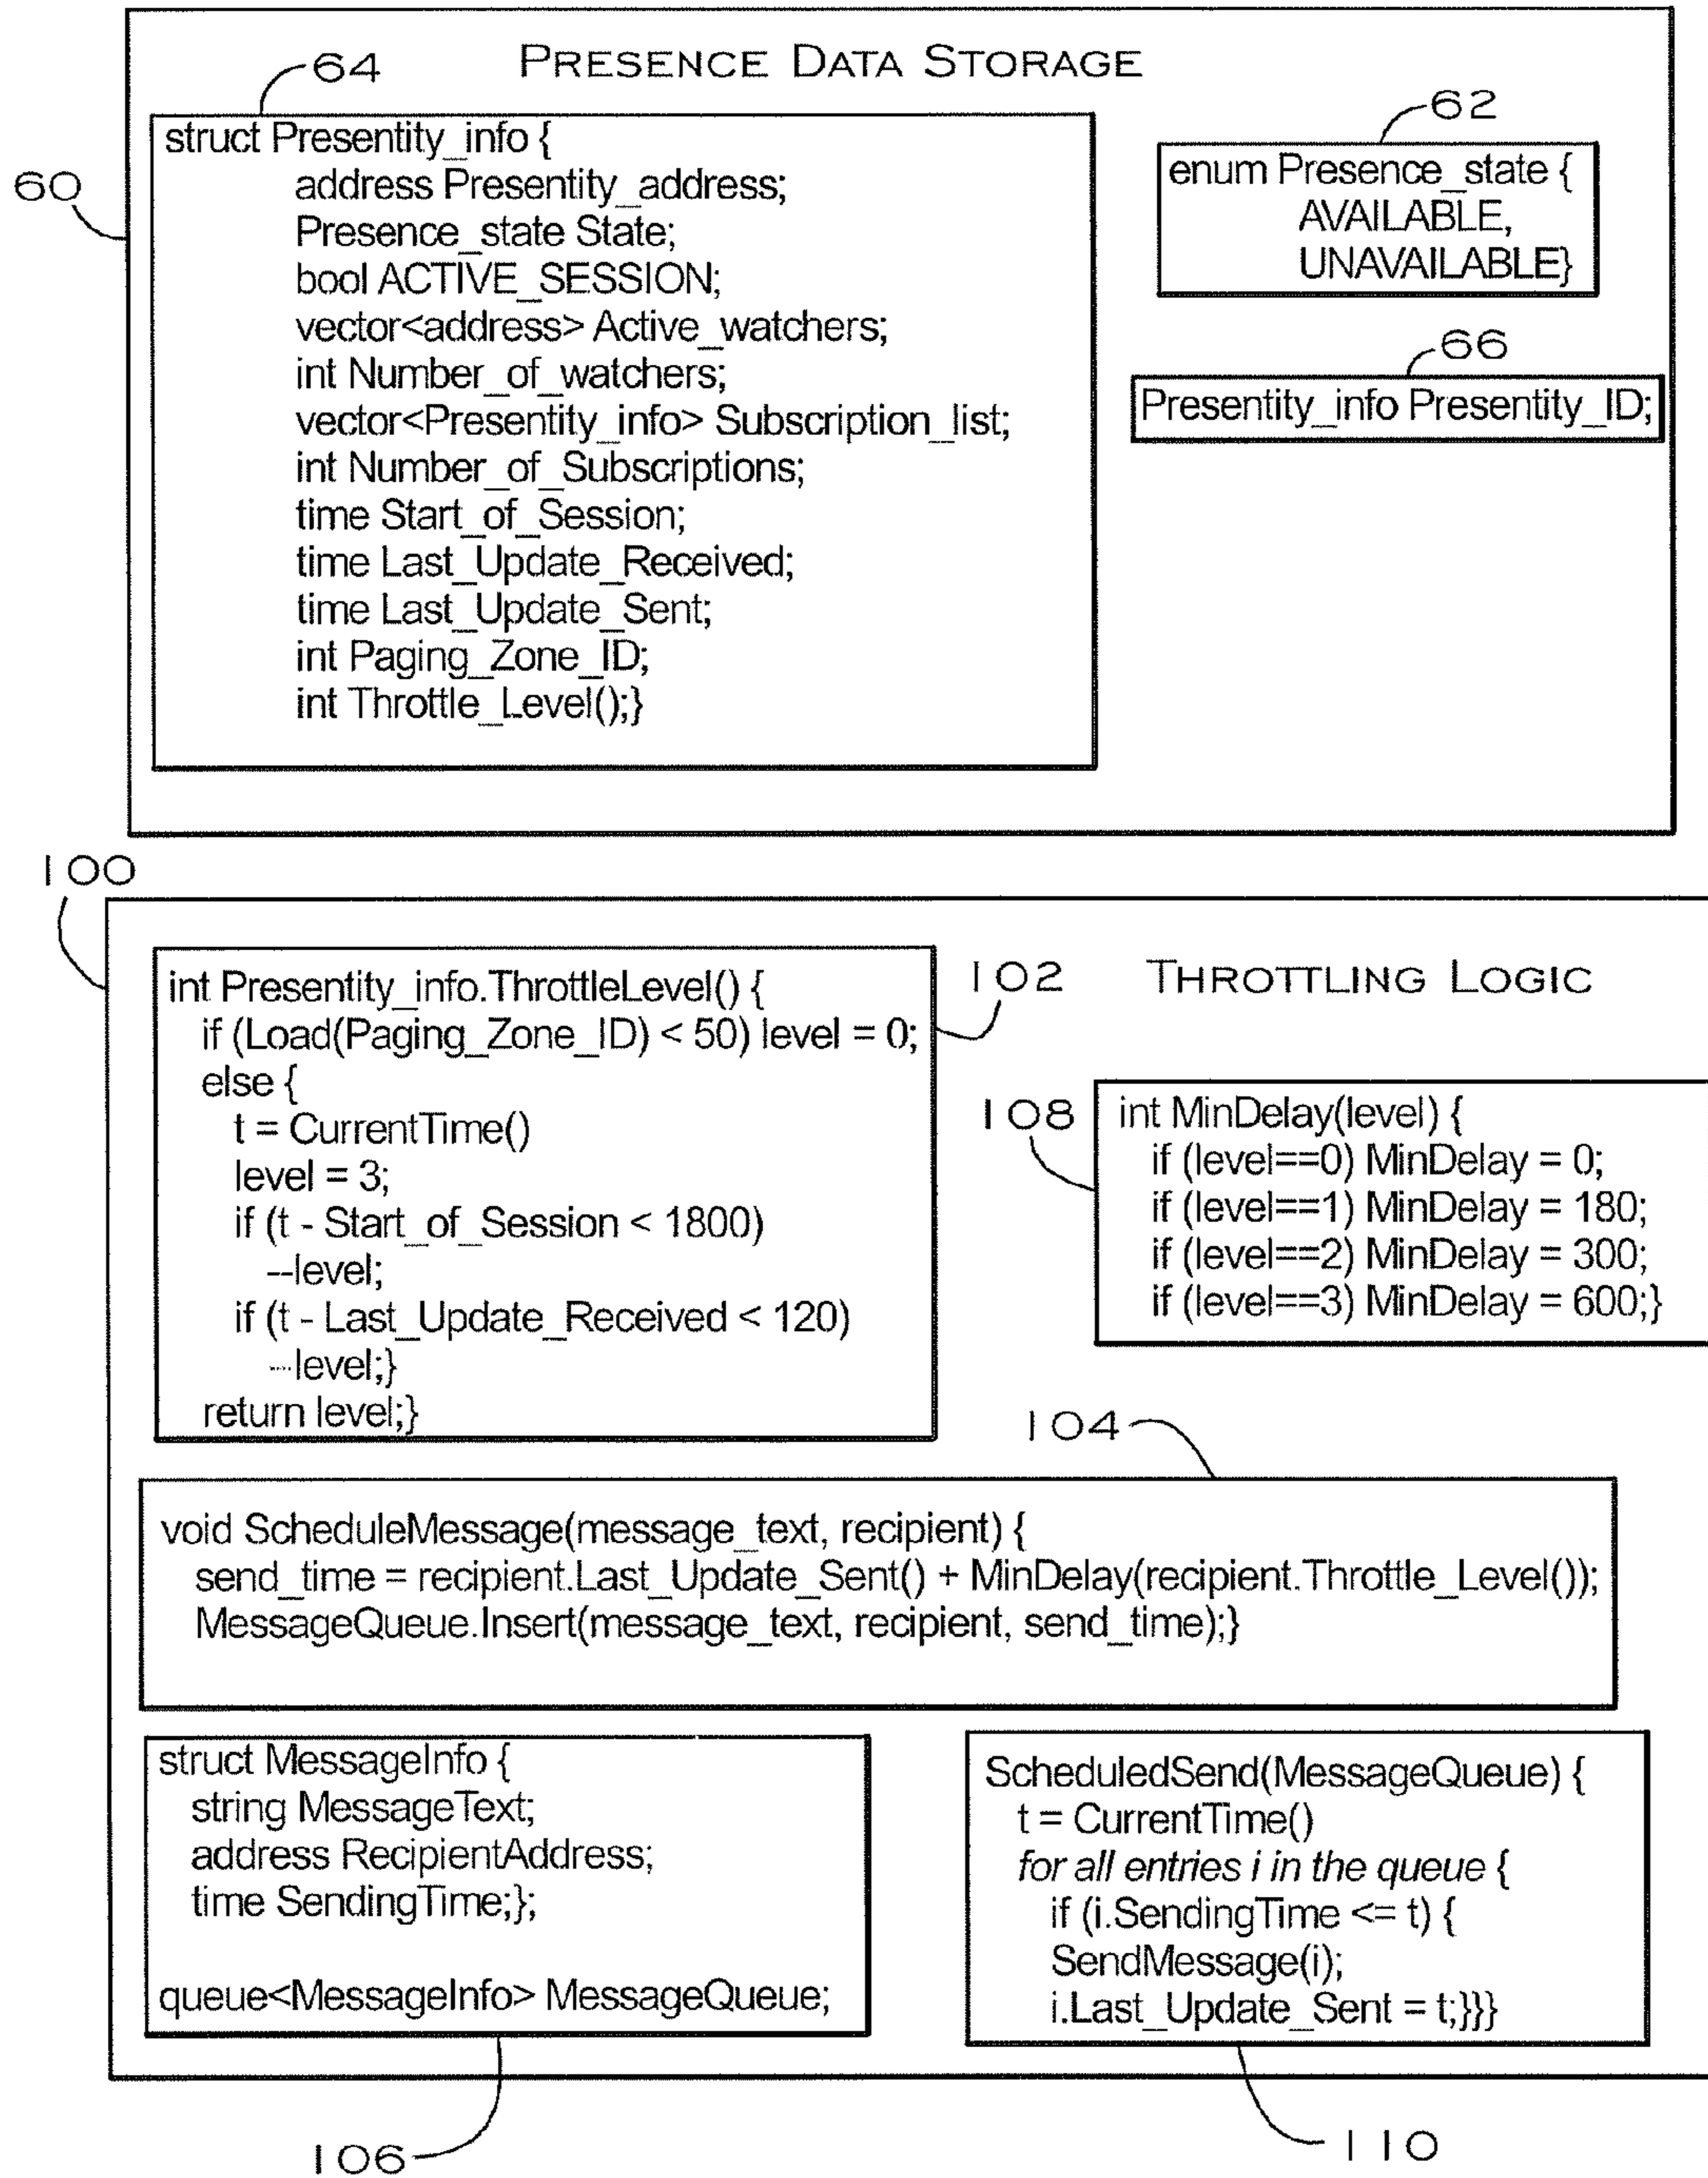 PRESENCE DATA STORAGE
64
struct Presentity_info {
address Presentity_address;
Presence_state State;
bool ACTIVE_SESSION;
vector<address> Active_watchers;
int Number_of_watchers;
vector<Presentity_info> Subscription_list;
int Number_of_Subscriptions;
time Start_of_Session;
time Last_Update_Received;
time Last_Update_Sent;
int Paging_Zone_ID;
int Throttle_Level();}
60
62
enum Presence_state {
AVAILABLE,
UNAVAILABLE}
66
Presentity_info Presentity_ID;
100
THROTTLING LOGIC
102
int Presentity_info.ThrottleLevel() {
if (Load(Paging_Zone_ID) < 50) level = 0;
else {
t = CurrentTime()
level = 3;
if (t - Start_of_Session < 1800)
--level;
if (t - Last_Update_Received < 120)
--level;}
return level;}
108
int MinDelay(level) {
if (level==0) MinDelay = 0;
if (level==1) MinDelay = 180;
if (level==2) MinDelay = 300;
if (level==3) MinDelay = 600;}
104
void ScheduleMessage(message_text, recipient) {
send_time = recipient.Last_Update_Sent() + MinDelay(recipient.Throttle_Level());
MessageQueue.Insert(message_text, recipient, send_time);}
struct MessageInfo {
string MessageText;
address RecipientAddress;
time SendingTime;};
queue<MessageInfo> MessageQueue;
106
ScheduledSend(MessageQueue) {
t = CurrentTime()
for all entries i in the queue {
if (i.SendingTime <= t) {
SendMessage(i);
i.Last_Update_Sent = t;}}}
110